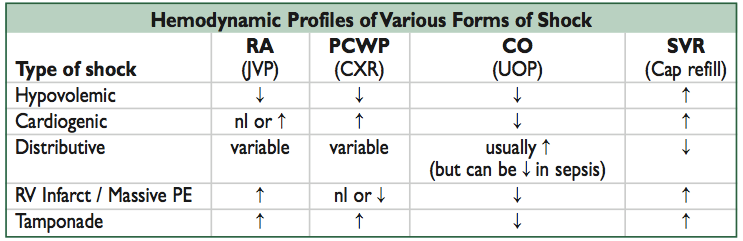 Hemodynamic Profiles of Various Forms of Shock
RA PCWP CO SVR
Type of shock (JVP) (CXR) (UOP) (Cap refill)
Hypovolemic ↓ ↓ ↓ ↑
Cardiogenic nl or ↑ ↑ ↓ ↑
Distributive variable variable usually ↑ ↓
(but can be ↓ in sepsis)
RV Infarct / Massive PE ↑ nl or ↓ ↓ ↑
Tamponade ↑ ↑ ↓ ↑